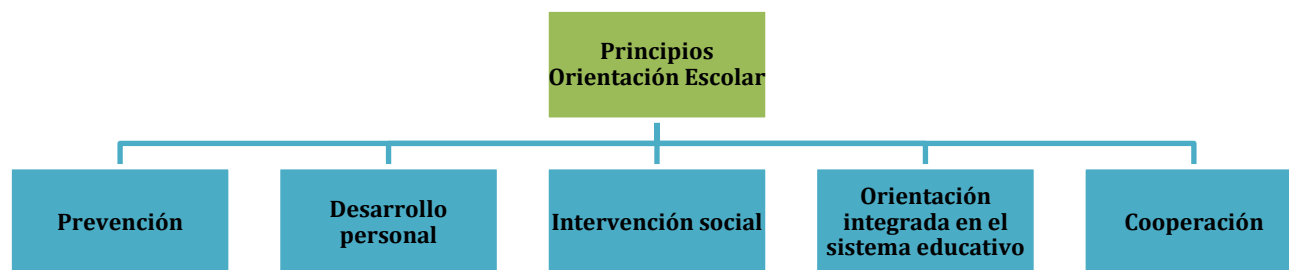 Principios
Orientación Escolar
Prevención
Desarrollo
personal
Intervención social
Orientación
integrada en el
sistema educativo
Cooperación